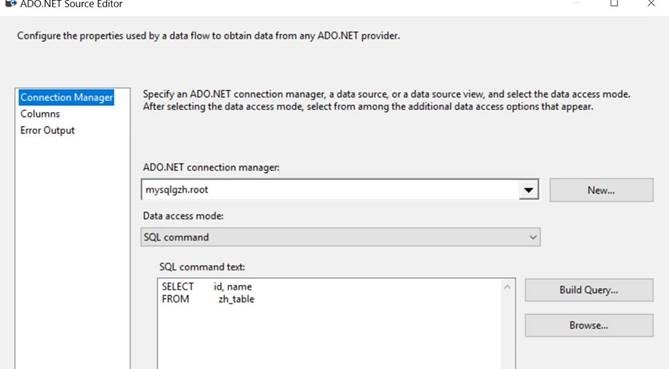 ADO.NET Source Editor
Configure the properties used by a data flow to obtain data from any ADO.NET provider.
Connection Manager
Columns
Error Output
Specify an ADO.NET connection manager, a data source, or a data source view, and select the data access mode.
After selecting the data access mode, select from among the additional data access options that appear.
ADO.NET connection manager:
mysqlgzh.root
New...
Data access mode:
SQL command
SQL command text:
SELECT id, name
FROM zh_table
Build Query...
Browse...